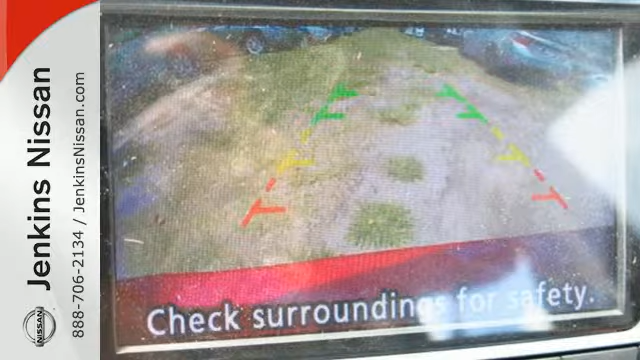 Jenkins Nissan
888-706-2134 / JenkinsNissan.com
NISSAN
Check surroundings for safety.